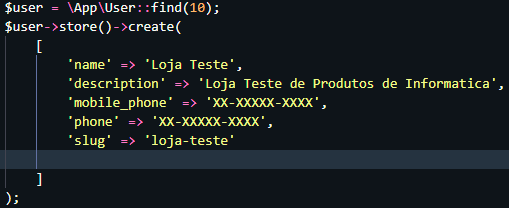 $user = \App\User::find(10);
$user->store()->create(
[
'name' => 'Loja Teste',
'description' => 'Loja Teste de Produtos de Informatica',
'mobile_phone' => 'XX-XXXXX-XXXX',
'phone' => 'XX-XXXXX-XXXX',
'slug' => 'loja-teste'
]
);